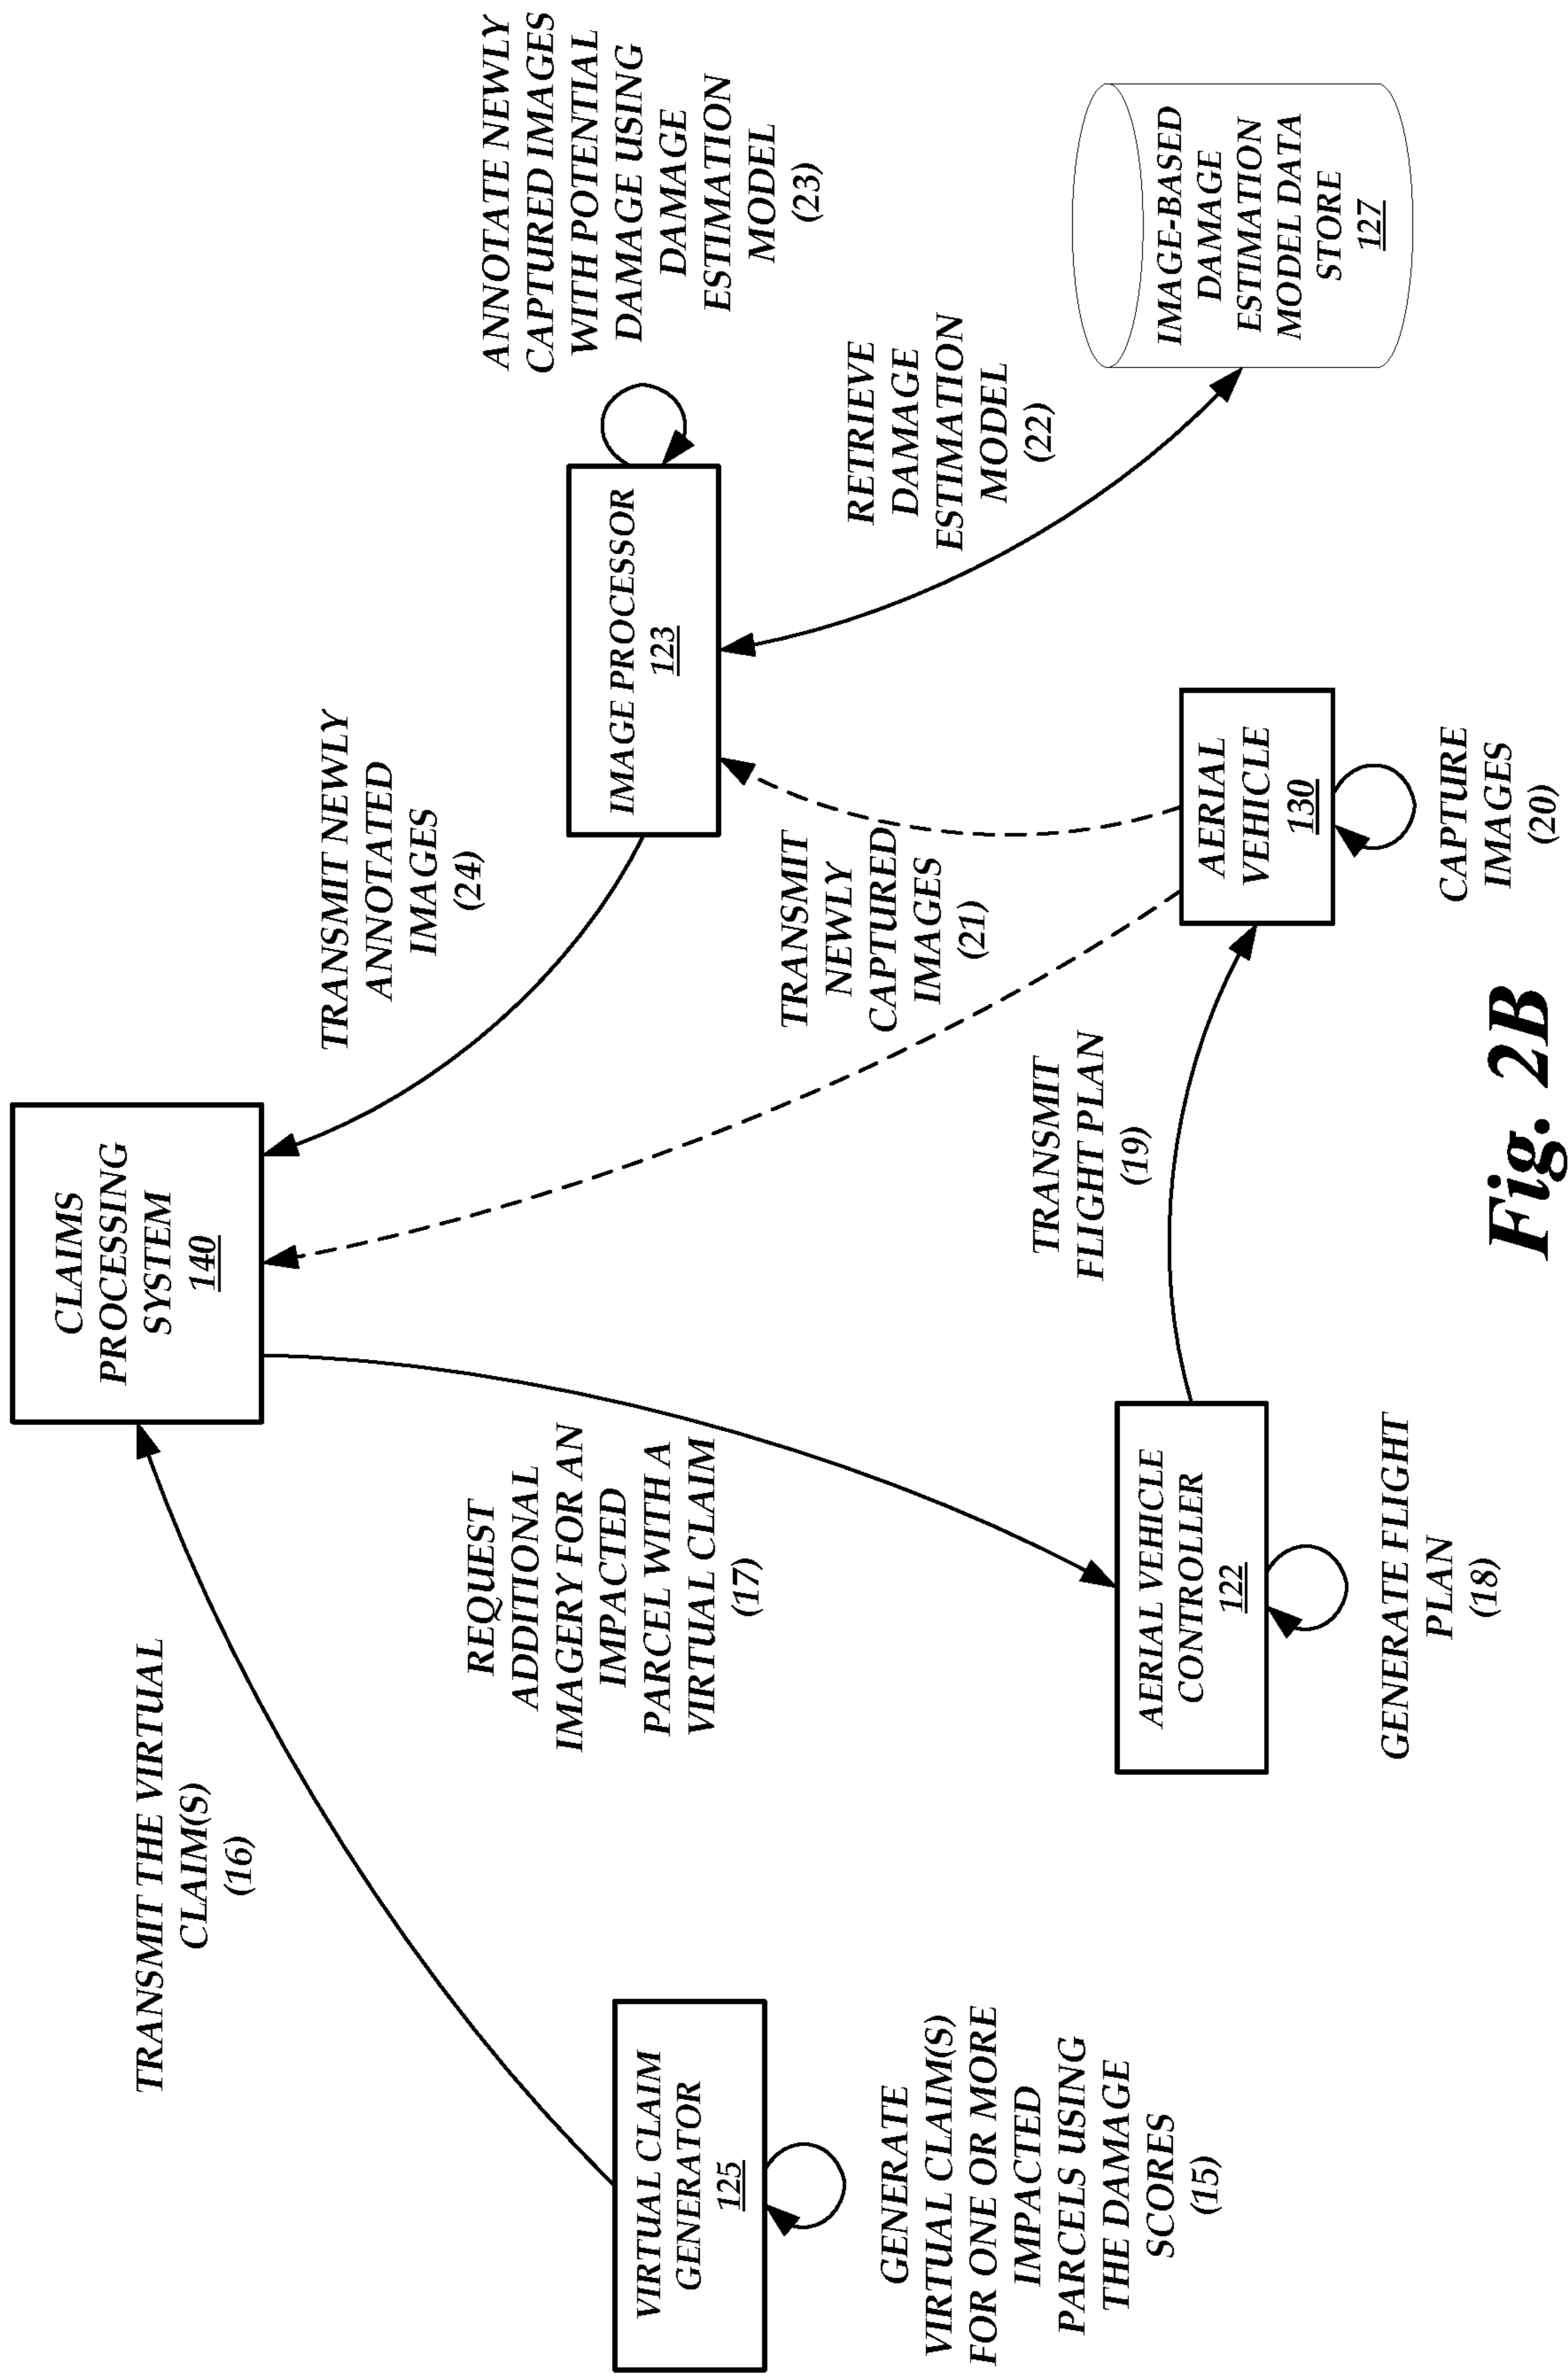 CLAIMS
PROCESSING
SYSTEM
140
TRANSMIT THE VIRTUAL
CLAIM(S)
(16)
TRANSMIT NEWLY
ANNOTATED
IMAGES
(24)
ANNOTATE NEWLY
CAPTURED IMAGES
WITH POTENTIAL
DAMAGE USING
DAMAGE
ESTIMATION
MODEL
(23)
REQUEST
ADDITIONAL
IMAGERY FOR AN
IMPACTED
PARCEL WITH A
VIRTUAL CLAIM
(17)
VIRTUAL CLAIM
GENERATOR
125
IMAGE PROCESSOR
123
TRANSMIT
NEWLY
CAPTURED
IMAGES
(21)
RETRIEVE
DAMAGE
ESTIMATION
MODEL
(22)
GENERATE
VIRTUAL CLAIM(S)
FOR ONE OR MORE
IMPACTED
PARCELS USING
THE DAMAGE
SCORES
(15)
TRANSMIT
FLIGHT PLAN
(19)
AERIAL VEHICLE
CONTROLLER
122
AERIAL
VEHICLE
130
IMAGE-BASED
DAMAGE
ESTIMATION
MODEL DATA
STORE
127
GENERATE FLIGHT
PLAN
(18)
CAPTURE
IMAGES
(20)
Fig. 2B